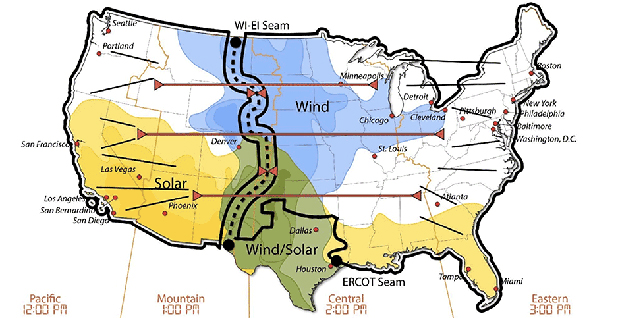 WI-EI Seam
Seattle
Portland
Minneapolis
Boston
Wind
Detroit
New York
Pittsburgh
Philadelphia
Chicago
Cleveland
Baltimore
Washington, D.C.
San Francisco
Denver
St. Louis
Las Vegas
Solar
Los Angeles
Phoenix
Atlanta
San Bernardino
San Diego
Dallas
Wind/Solar
Houston
Tampa
Miami
ERCOT Seam
Pacific
Mountain
Central
Eastern
12:00 PM
1:00 PM
2:00 PM
3:00 PM